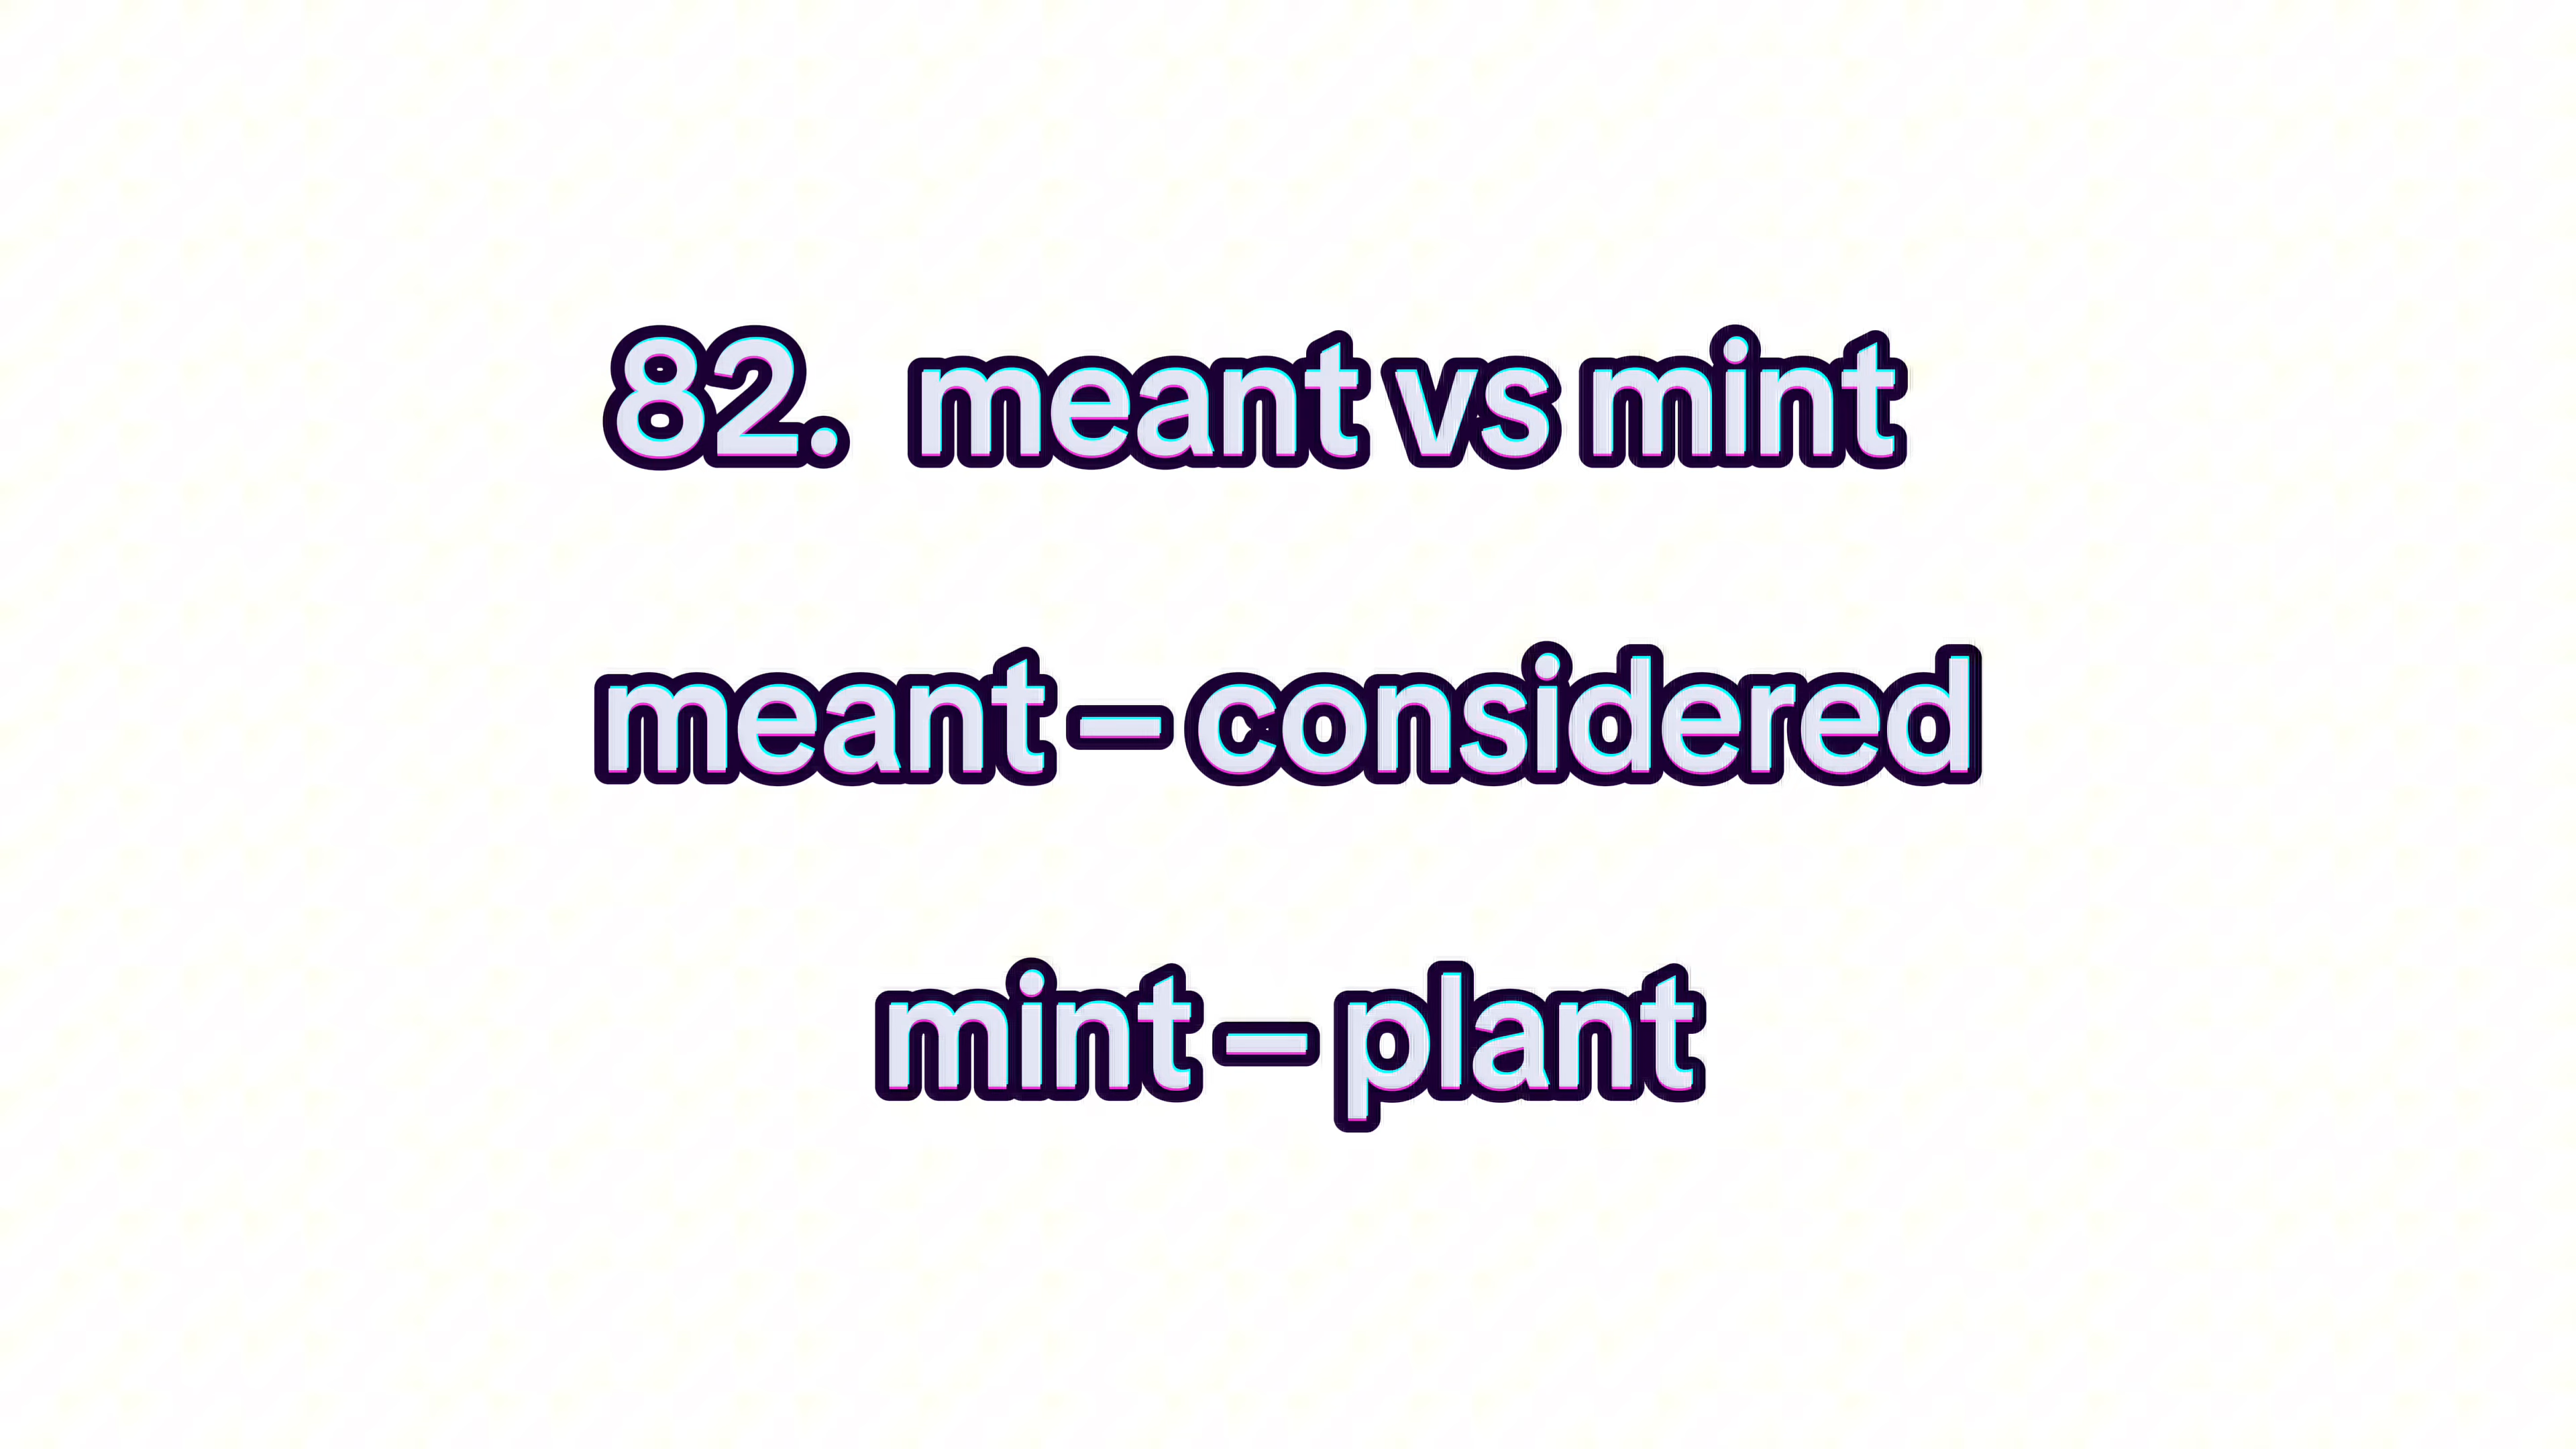 82. meant vs mint
meant – considered
mint – plant